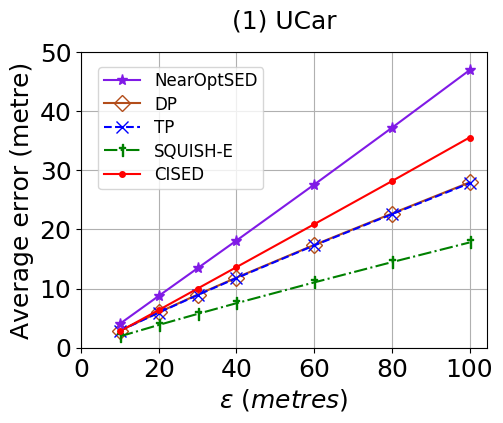 (1) UCar
50
40
30
20
10
0
Average error (metre)
NearOptSED
DP
TP
SQUISH-E
CISED
0 20 40 60 80 100
ε (metres)